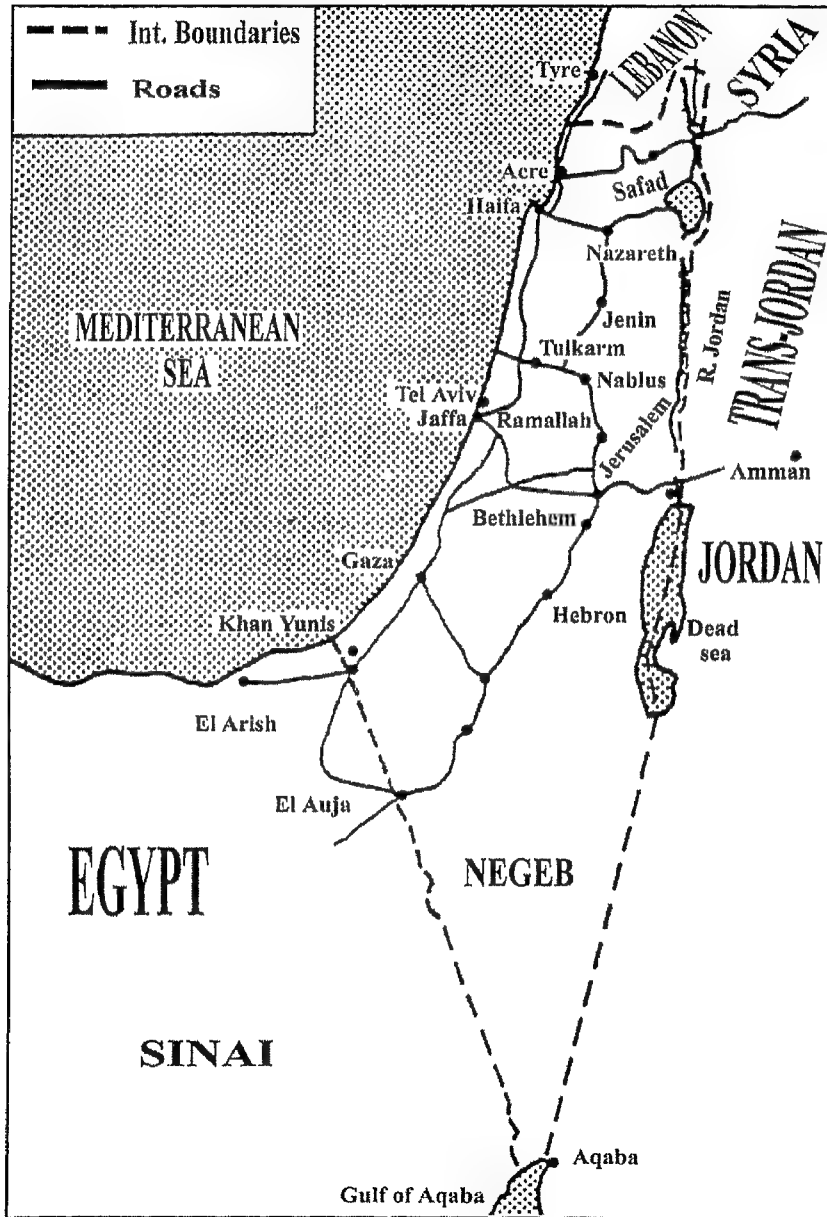 Int. Boundaries
Roads
LEBANON
SYRIA
Tyre
Acre
Safad
Haifa
Nazareth
MEDITERRANEAN
SEA
Jenin
R. Jordan
TRANS-JORDAN
Tulkarm
Nablus
Tel Aviv
Jaffa
Ramallah
Jerusalem
Amman
Bethlehem
Gaza
JORDAN
Hebron
Khan Yunis
Dead
sea
El Arish
El Auja
EGYPT
NEGEB
SINAI
Aqaba
Gulf of Aqaba